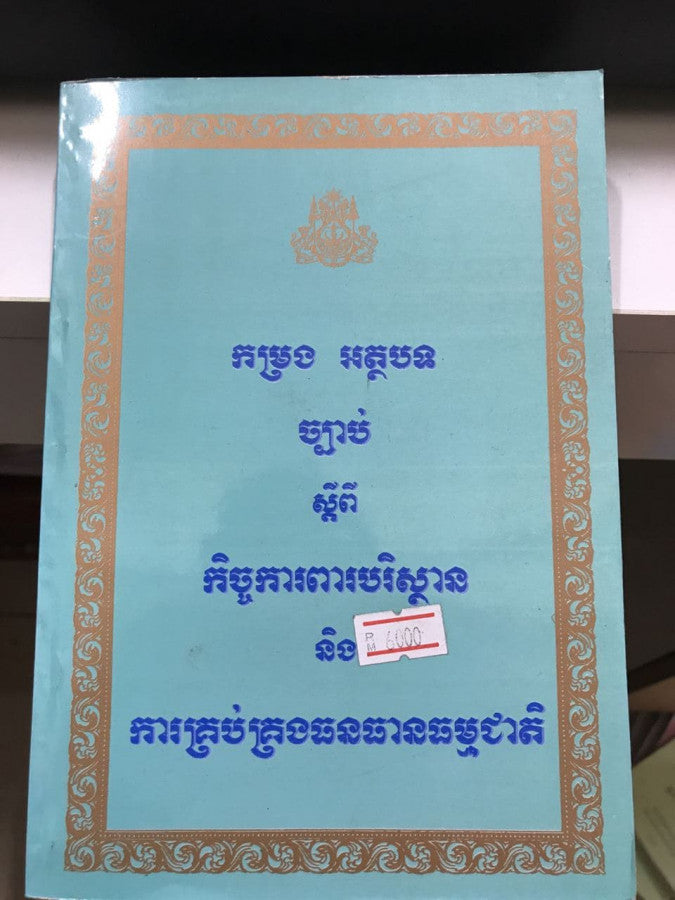 កម្រង អត្ថបទ
ច្បាប់
ស្តីពី
កិច្ចការពារបរិស្ថាន
និង
P M 6000
ការគ្រប់គ្រងធនធានធម្មជាតិ